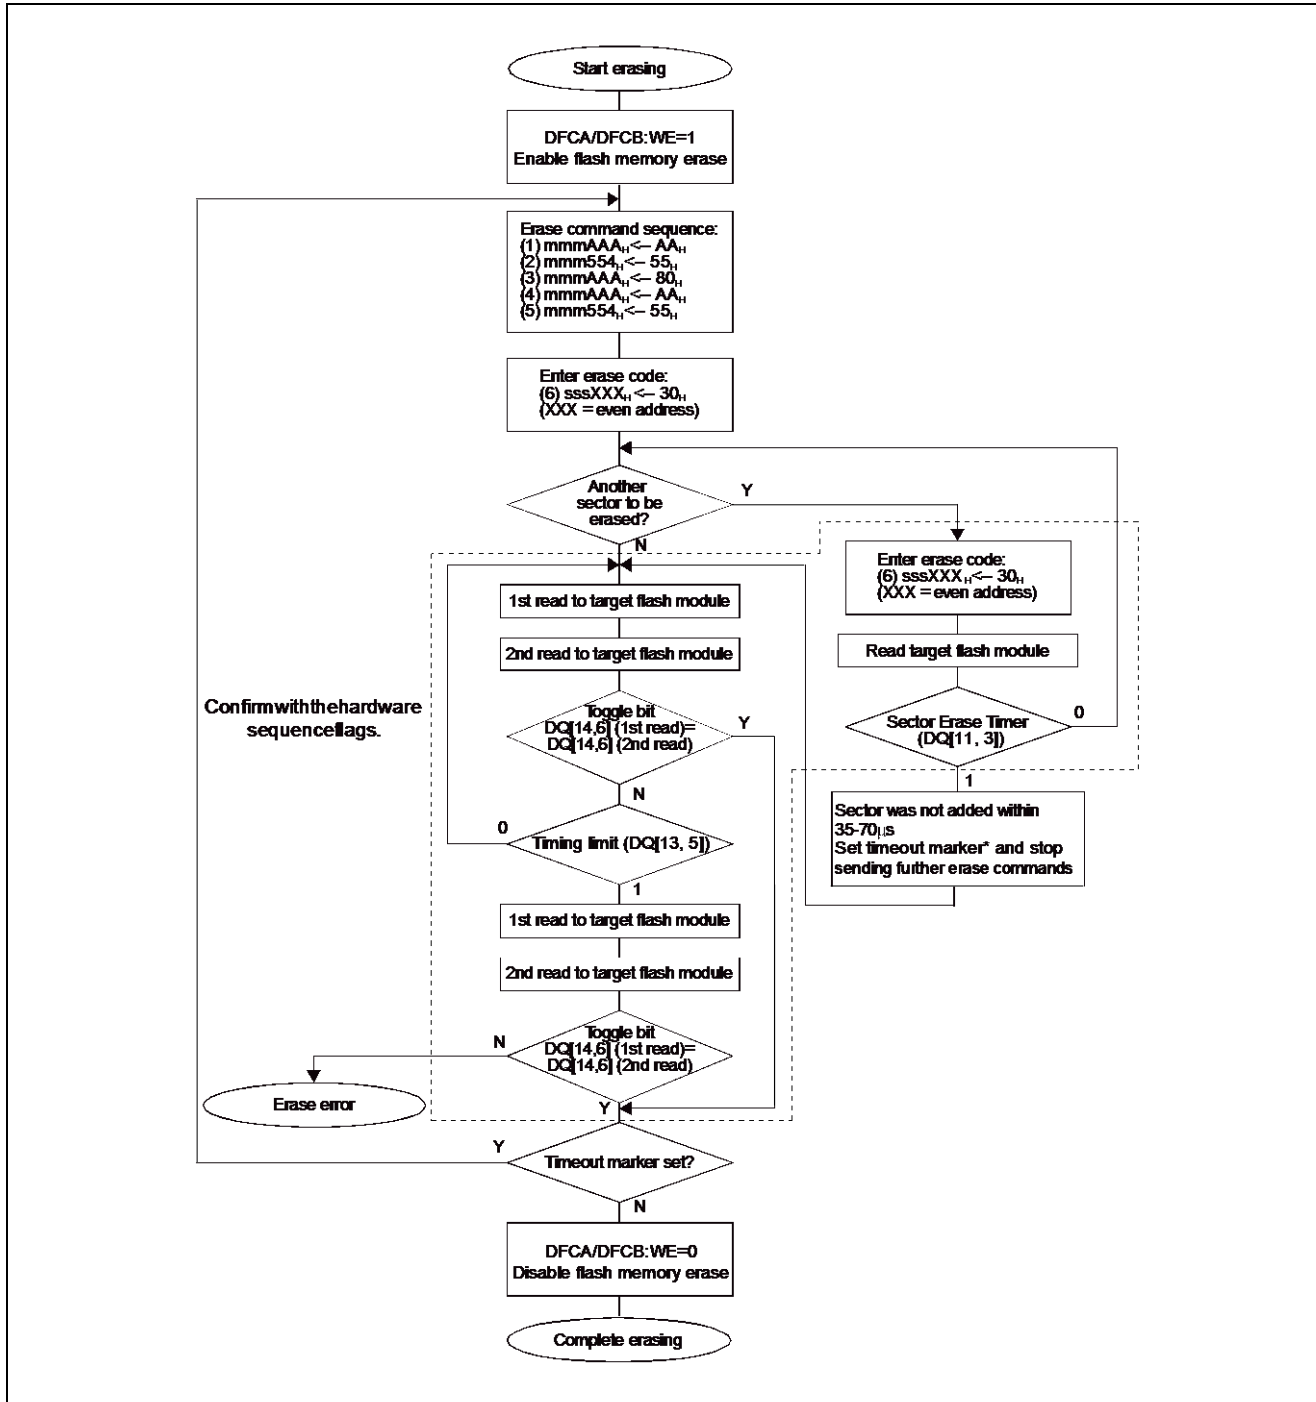 Start erasing
DFCA/DFCB:WE=1
Enable flash memory erase
Erase command sequence:
(1) mmmAAAH <-- AAH
(2) mmm554H <-- 55H
(3) mmmAAAH <-- 80H
(4) mmmAAAH <-- AAH
(5) mmm554H <-- 55H
Enter erase code:
(6) sssXXXH <-- 30H
(XXX = even address)
Another
sector to be
erased?
Y
N
Enter erase code:
(6) sssXXXH <-- 30H
(XXX = even address)
Read target flash module
Sector Erase Timer
(DQ[11, 3])
0
1
Sector was not added within
35-70µs
Set timeout marker* and stop
sending further erase commands
1st read to target flash module
2nd read to target flash module
Confirmwiththehardware
sequenceflags.
Toggle bit
DQ[14,6] (1st read)=
DQ[14,6] (2nd read)
Y
N
0
Timing limit (DQ[13, 5])
1
1st read to target flash module
2nd read to target flash module
Toggle bit
DQ[14,6] (1st read)=
DQ[14,6] (2nd read)
N
Erase error
Y
Y
Timeout marker set?
N
DFCA/DFCB:WE=0
Disable flash memory erase
Complete erasing